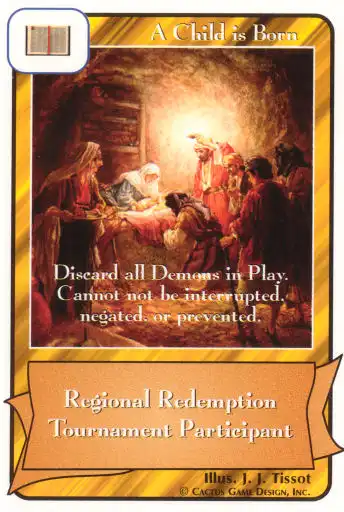 A Child is Born
Discard all Demons in Play.
Cannot not be interrupted,
negated, or prevented.
Regional Redemption
Tournament Participant
Illus. J. J. Tissot
© Cactus Game Design, Inc.